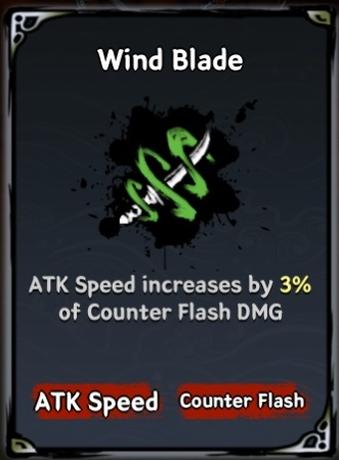 Wind Blade
ATK Speed increases by 3%
of Counter Flash DMG
ATK Speed Counter Flash